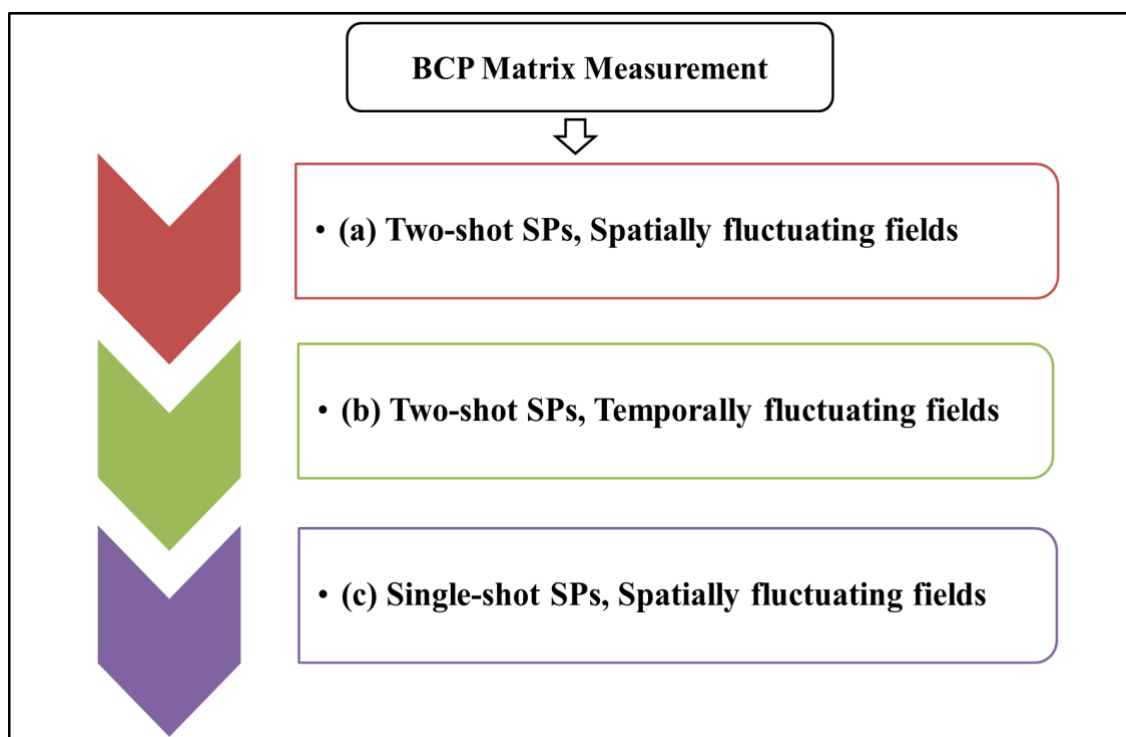 BCP Matrix Measurement
• (a) Two-shot SPs, Spatially fluctuating fields
• (b) Two-shot SPs, Temporally fluctuating fields
• (c) Single-shot SPs, Spatially fluctuating fields